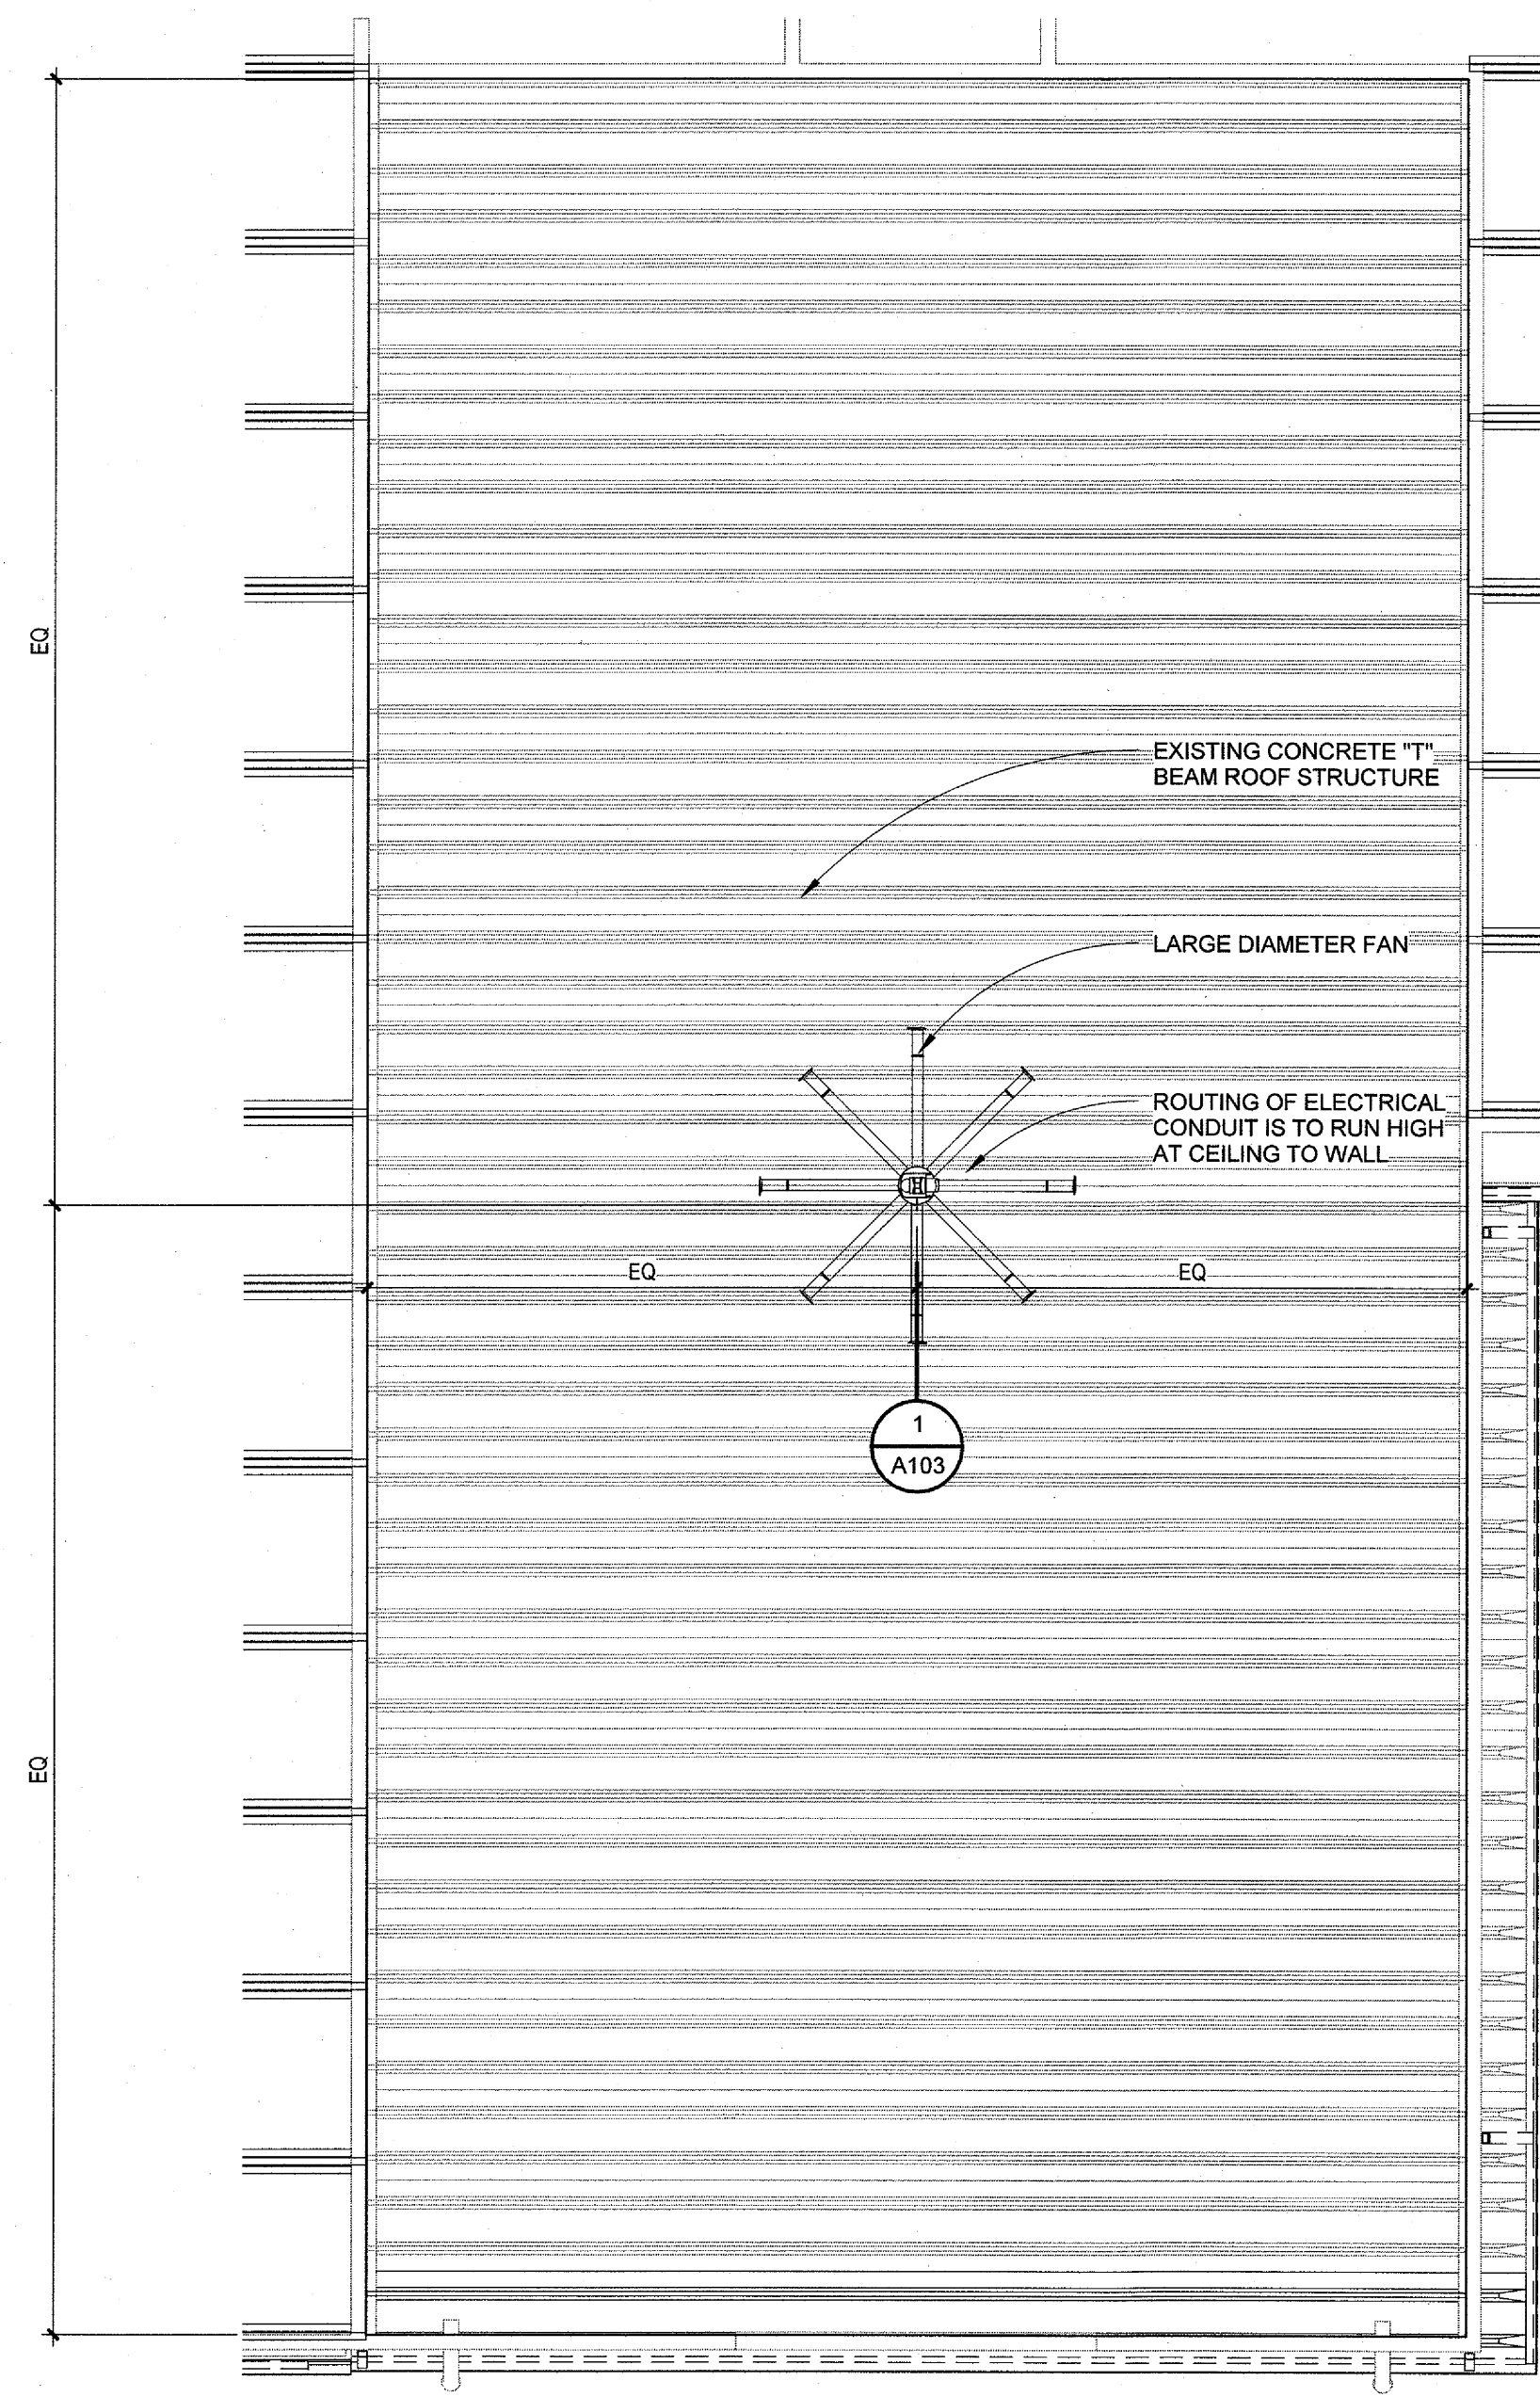 EQ
EXISTING CONCRETE "T"
BEAM ROOF STRUCTURE
LARGE DIAMETER FAN
ROUTING OF ELECTRICAL
CONDUIT IS TO RUN HIGH
AT CEILING TO WALL
EQ
EQ
1
A103
EQ